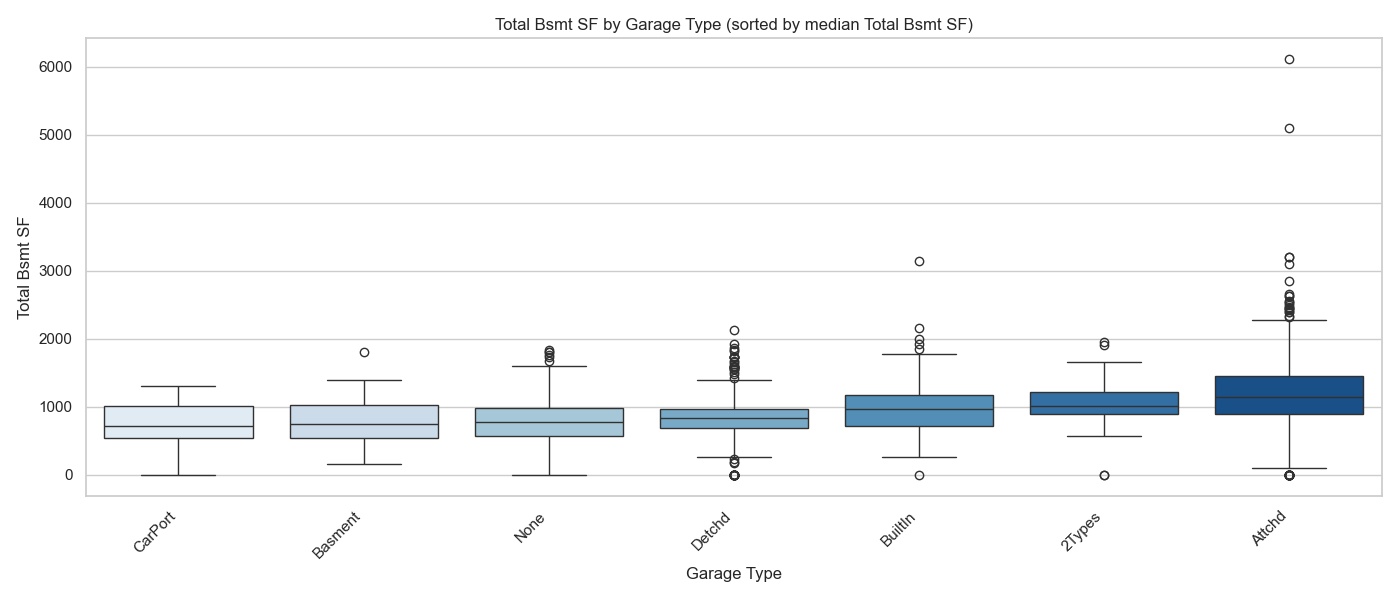 Total Bsmt SF by Garage Type (sorted by median Total Bsmt SF)
Total Bsmt SF
6000
5000
4000
3000
2000
1000
0
CarPort
Basment
None
Detchd
BuiltIn
2Types
Attchd
Garage Type